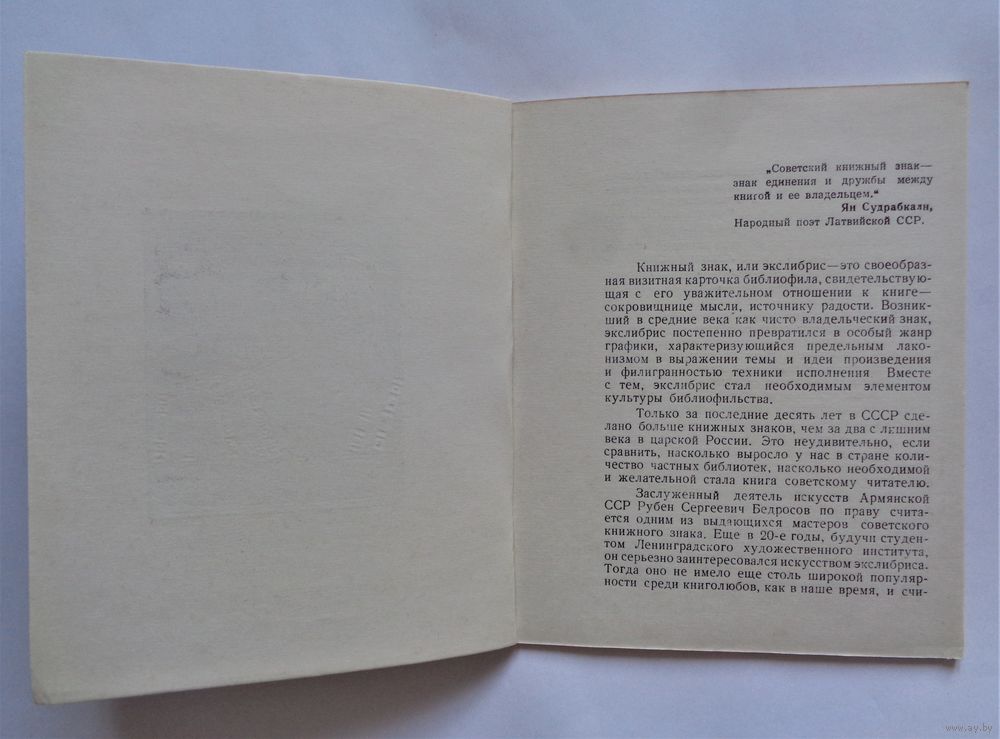 „Советский книжный знак—
знак единения и дружбы между
книгой и ее владельцем.“
Ян Судрабкалн,
Народный поэт Латвийской ССР.
Книжный знак, или экслибрис—это своеобраз-
ная визитная карточка библиофила, свидетельствую-
щая с его уважительном отношении к книге—
сокровищнице мысли, источнику радости. Возник-
ший в средние века как чисто владельческий знак,
экслибрис постепенно превратился в особый жанр
графики, характеризующийся предельным лако-
низмом в выражении темы и идеи произведения
и филигранностью техники исполнения Вместе
с тем, экслибрис стал необходимым элементом
культуры библиофильства.
Только за последние десять лет в СССР сде-
лано больше книжных знаков, чем за два с лишним
века в царской России. Это неудивительно, если
сравнить, насколько выросло у нас в стране коли-
чество частных библиотек, насколько необходимой
и желательной стала книга советскому читателю.
Заслуженный деятель искусств Армянской
ССР Рубен Сергеевич Бедросов по праву счита-
ется одним из выдающихся мастеров советского
книжного знака. Еще в 20-е годы, будучи студен-
том Ленинградского художественного института,
он серьезно заинтересовался искусством экслибриса.
Тогда оно не имело еще столь широкой популяр-
ности среди книголюбов, как в наше время, и счи-
www.ay.by